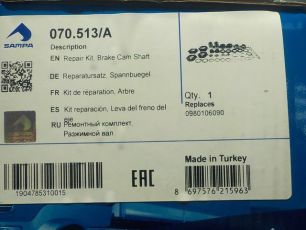 SAMPA
070.513/A
Description
EN Repair Kit, Brake Cam Shaft
DE Reparatursatz, Spannbuegel
FR Kit de réparation, Arbre
ES Kit reparación, Leva del freno del eje
RU Ремонтный комплект, Разжимной вал
Qty. 1
Replaces
0980106090
Made in Turkey
EAC
1904785310015
8 697576 215963